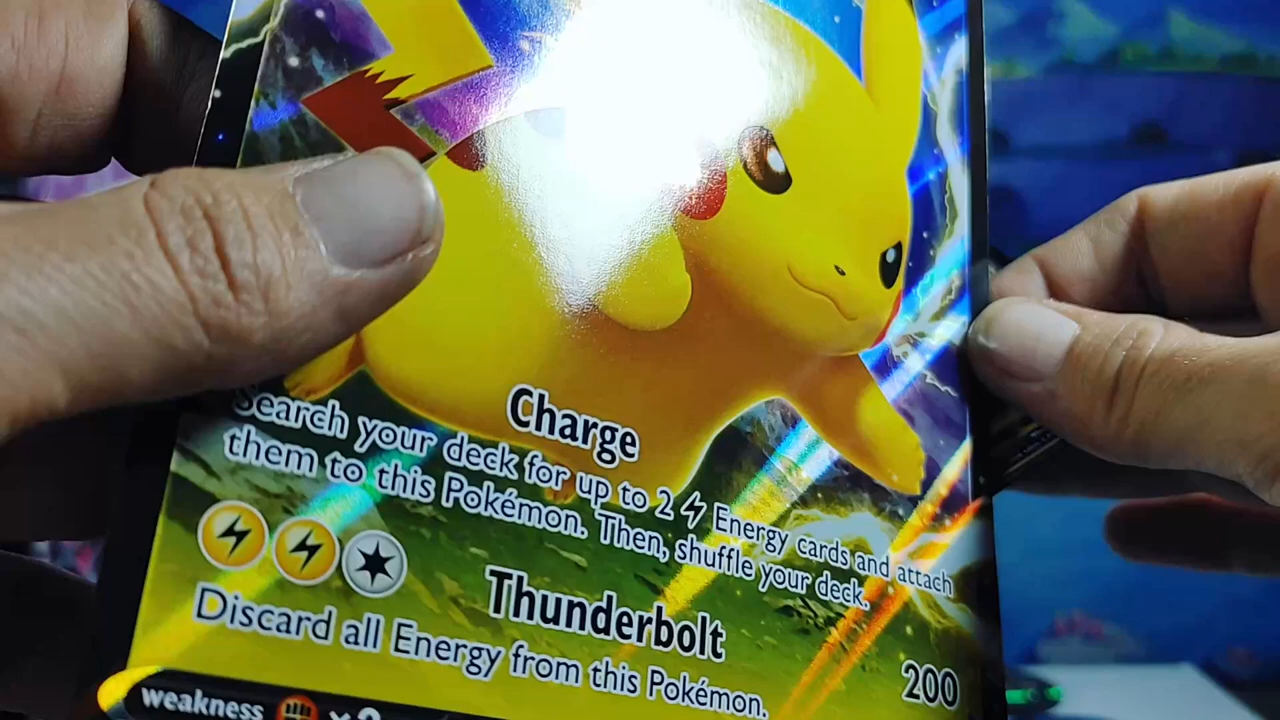 Charge
Search your deck for up to 2 Energy cards and attach
them to this Pokémon. Then, shuffle your deck.
Thunderbolt 200
Discard all Energy from this Pokémon.
weakness